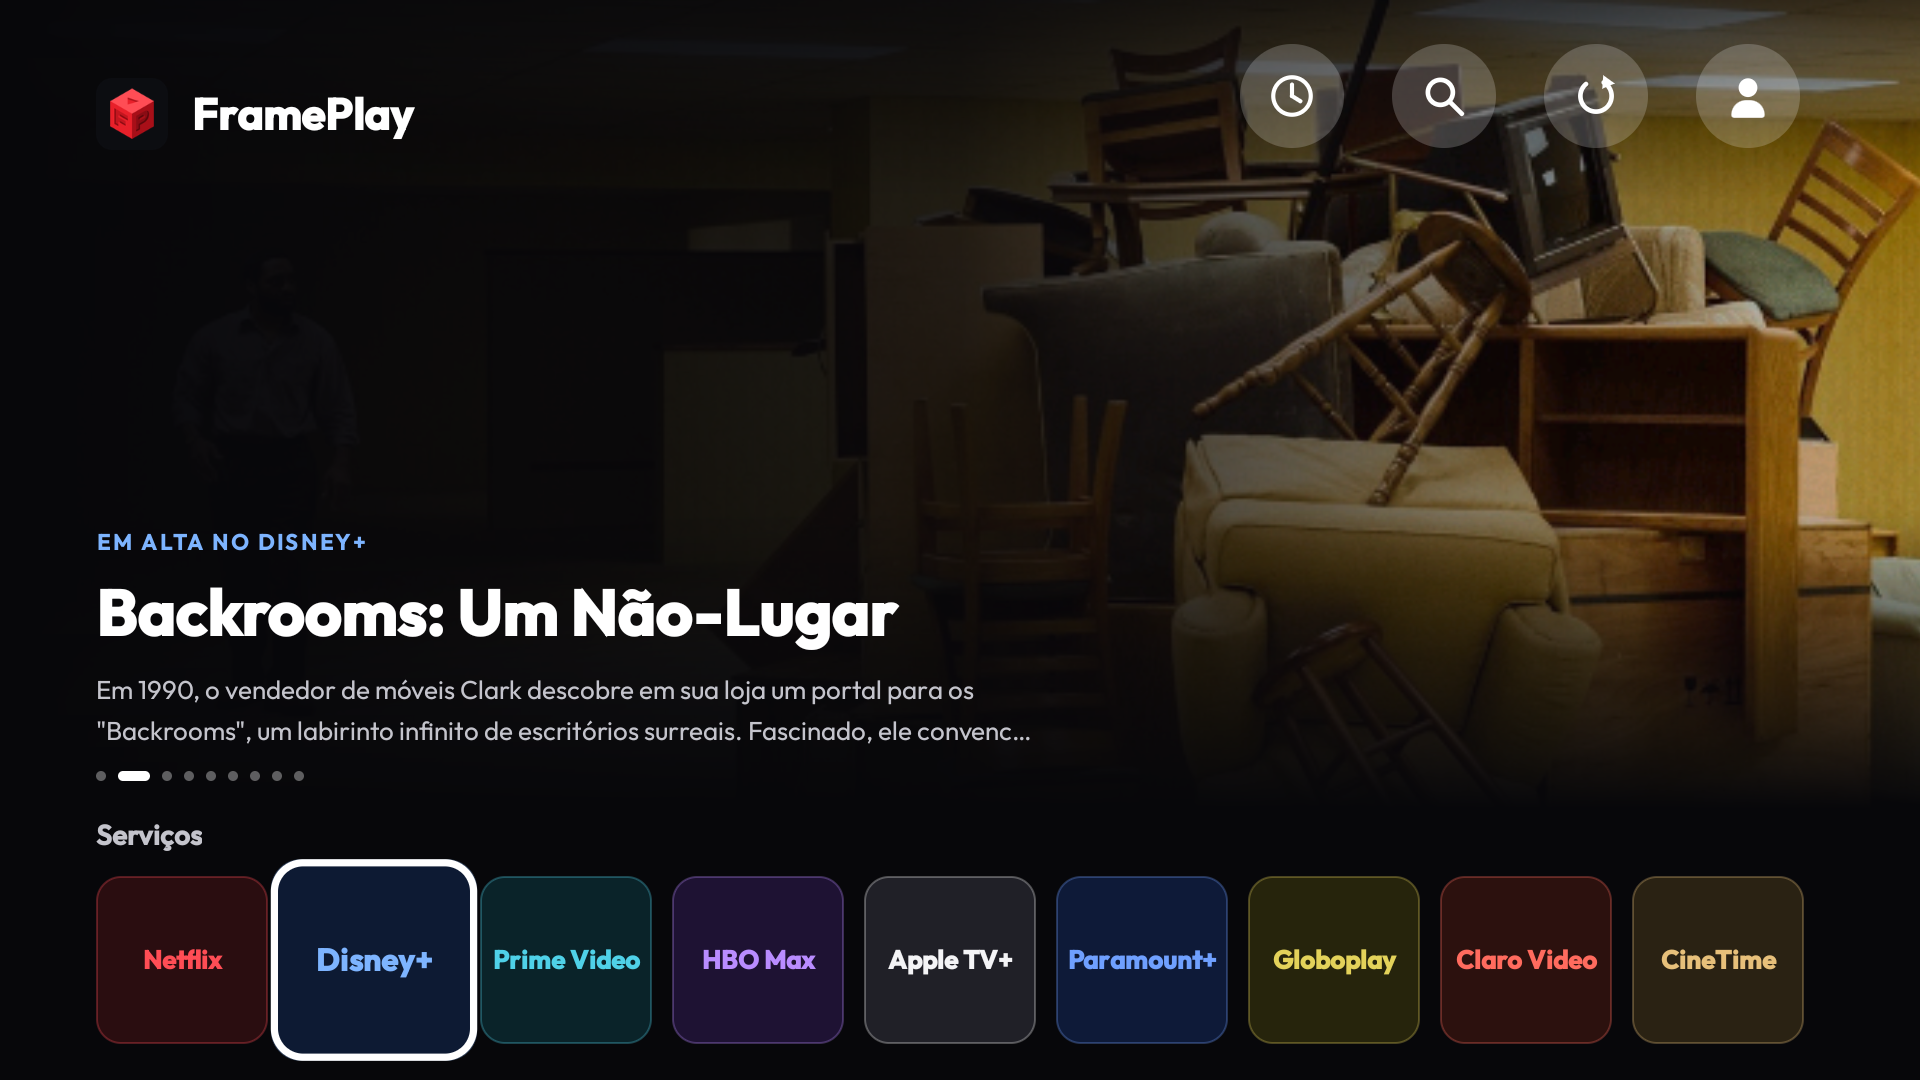 FramePlay
EM ALTA NO DISNEY+
Backrooms: Um Não-Lugar
Em 1990, o vendedor de móveis Clark descobre em sua loja um portal para os
"Backrooms", um labirinto infinito de escritórios surreais. Fascinado, ele convenc...
Serviços
Netflix
Disney+
Prime Video
HBO Max
Apple TV+
Paramount+
Globoplay
Claro Video
CineTime